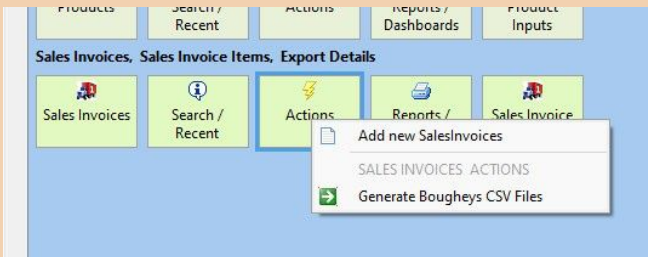 Products
Search /
Actions
Reports /
Product
Recent
Dashboards
Inputs
Sales Invoices, Sales Invoice Items, Export Details
Sales Invoices
Search /
Actions
Reports /
Sales Invoice
Recent
Add new SalesInvoices
SALES INVOICES ACTIONS
Generate Bougheys CSV Files